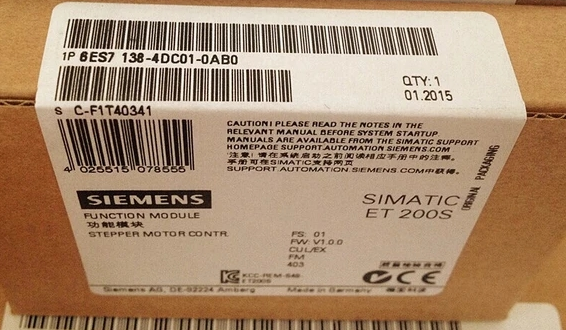 1P 6ES7 138-4DC01-0AB0
QTY: 1
01.2015
S C-F1T40341
4 025515 078555
CAUTION! PLEASE READ THE NOTES IN THE
RELEVANT MANUAL BEFORE SYSTEM STARTUP
MANUALS ARE AVAILABLE FROM THE SIMATIC SUPPORT
HOMEPAGE SUPPORT.AUTOMATION.SIEMENS.COM
注意: 请在系统启动之前阅读相应手册中的注释。
手册可在SIMATIC支持网页
SUPPORT.AUTOMATION.SIEMENS.COM中获得。
ORIGINAL PACKAGING
SIEMENS
SIMATIC
ET 200S
FUNCTION MODULE
功能模块
STEPPER MOTOR CONTR.
FS: 01
FW: V1.0.0
CUL/EX
FM
403
KCC-REM-S49-
ET200S
CE
Siemens AG, DE-92224 Amberg
Made in Germany